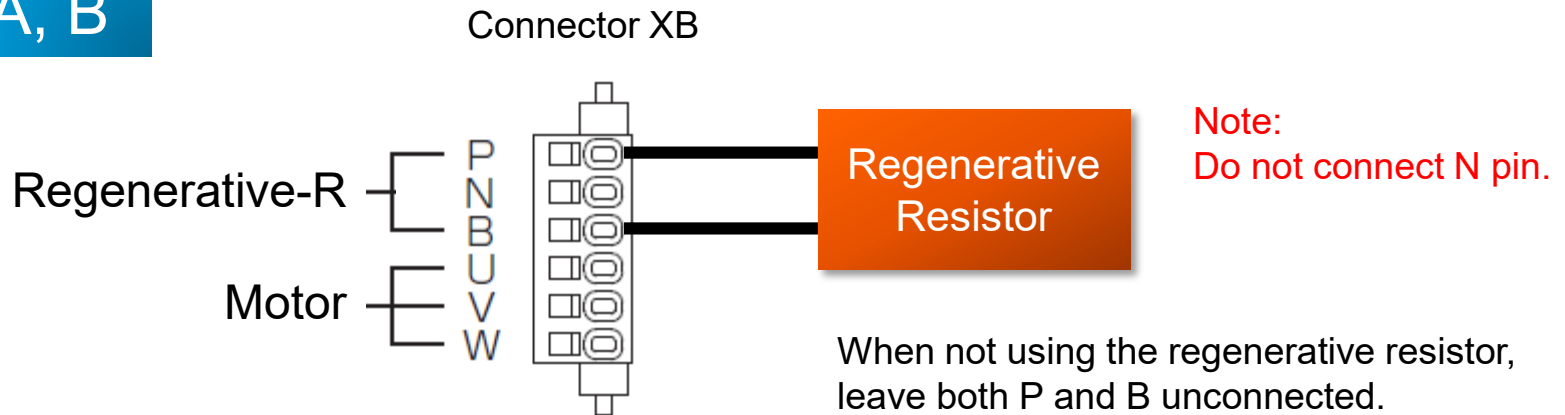 A, B
Connector XB
Regenerative-R
P
N
B
Motor
U
V
W
Regenerative
Resistor
Note:
Do not connect N pin.
When not using the regenerative resistor,
leave both P and B unconnected.